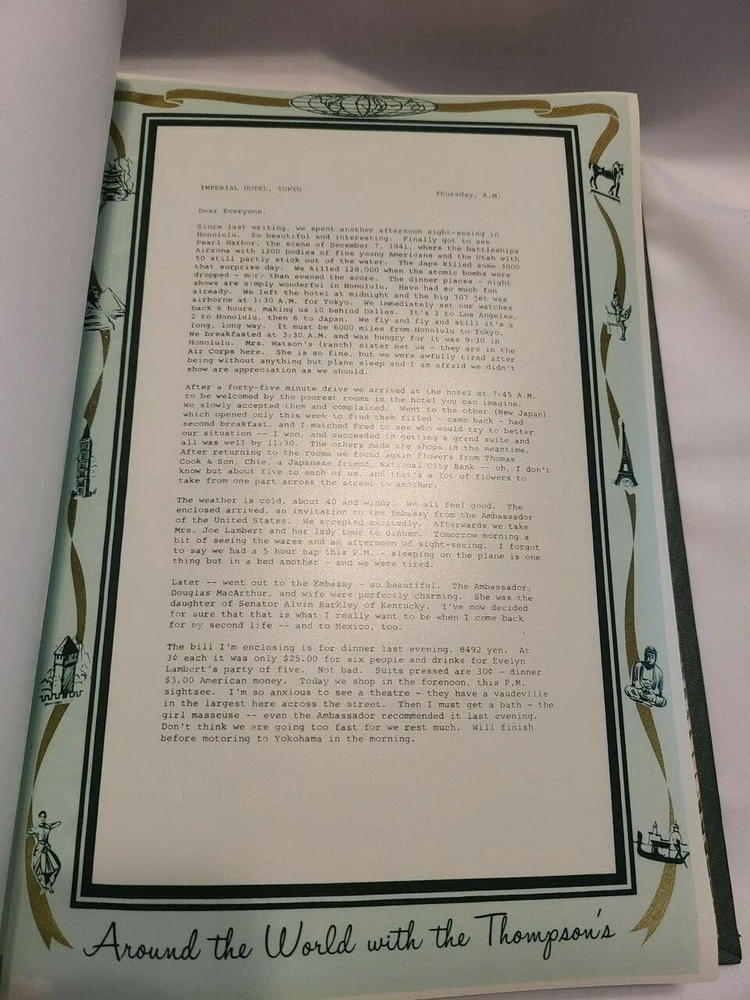 IMPERIAL HOTEL, TOKYO
Thursday, A.M.
Dear Everyone,
Since last writing, we spent another afternoon sight-seeing in
Honolulu. So beautiful and interesting. Finally got to see
Pearl Harbor, the scene of December 7, 1941, where the battleships
Airzona with 1200 bodies of fine young Americans and the Utah with
50 still partly stick out of the water. The Japs killed some 3000
that surprise day. We killed 128,000 when the atomic bombs were
dropped - more than evened the score. The dinner places - night
shows are simply wonderful in Honolulu. Have had so much fun
already. We left the hotel at midnight and the big 707 jet was
airborne at 1:30 A.M. for Tokyo. We immediately set our watches
back 6 hours, making us 10 behind Dallas. It's 2 to Los Angeles,
2 to Honolulu, then 6 to Japan. We fly and fly and still it's a
long, long way. It must be 6000 miles from Honolulu to Tokyo.
We breakfasted at 3:30 A.M. and was hungry for it was 9:30 in
Honolulu. Mrs. Watson's (ranch) sister met us - they are in the
Air Corps here. She is so fine, but we were awfully tired after
being without anything but plane sleep and I am afraid we didn't
show are appreciation as we should.
After a forty-five minute drive we arrived at the hotel at 7:45 A.M.
to be welcomed by the poorest rooms in the hotel you can imagine.
We slowly accepted them and complained. Went to the other (New Japan)
which opened only this week to find them filled - came back - had
second breakfast, and I matched Fred to see who would try to better
our situation -- I won, and succeeded in getting a grand suite and
all was well by 11:30. The others made the shops in the meantime.
After returning to the rooms we found again flowers from Thomas
Cook & Son, Chie, a Japanese friend, National City Bank -- oh, I don't
know but about five to each of us, and that's a lot of flowers to
take from one part across the street to another.
The weather is cold, about 40 and windy. We all feel good. The
enclosed arrived, an invitation to the Embassy from the Ambassador
of the United States. We accepted excitedly. Afterwards we take
Mrs. Joe Lambert and her lady tour to dinner. Tomorrow morning a
bit of seeing the wares and an afternoon of sight-seeing. I forgot
to say we had a 5 hour nap this P.M. - sleeping on the plane is one
thing but in a bed another - and we were tired.
Later -- went out to the Embassy - so beautiful. The Ambassador,
Douglas MacArthur, and wife were perfectly charming. She was the
daughter of Senator Alvin Barkley of Kentucky. I've now decided
for sure that that is what I really want to be when I come back
for my second life -- and to Mexico, too.
The bill I'm enclosing is for dinner last evening, 8492 yen. At
3¢ each it was only $25.00 for six people and drinks for Evelyn
Lambert's party of five. Not bad. Suits pressed are 30¢ - dinner
$3.00 American money. Today we shop in the forenoon, this P.M.
sightsee. I'm so anxious to see a theatre - they have a vaudeville
in the largest here across the street. Then I must get a bath - the
girl masseuse -- even the Ambassador recommended it last evening.
Don't think we are going too fast for we rest much. Will finish
before motoring to Yokohama in the morning.
Around the World with the Thompson's